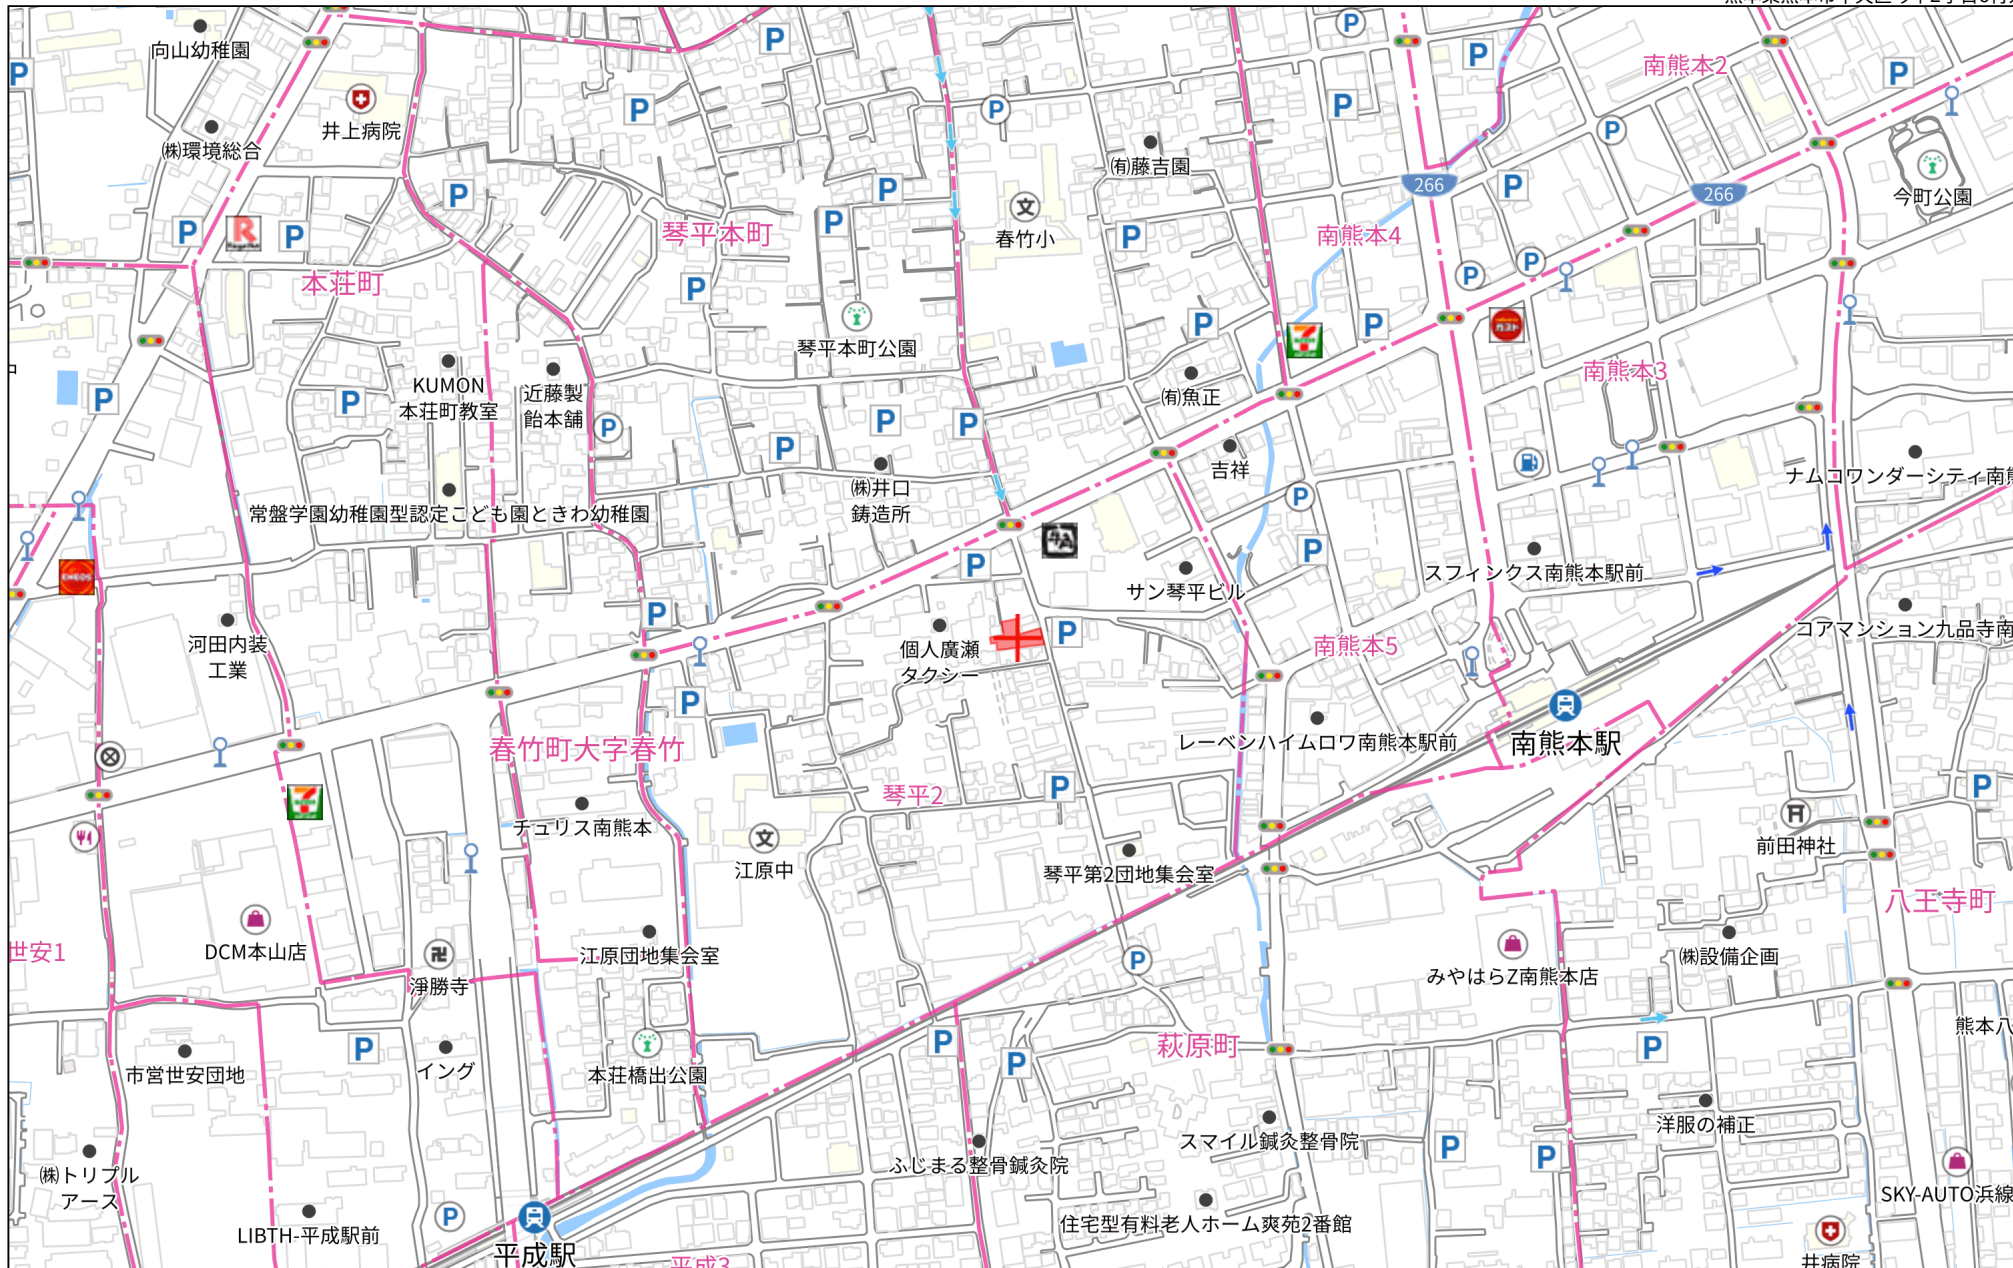 向山幼稚園
P
P
P
P
南熊本2
P
井上病院
P
P
P
P
㈱環境総合
㈲藤吉園
266
266
今町公園
P
P
P
P
文
春竹小
P
P
R
P
琴平本町
南熊本4
P
本荘町
P
P
P
琴平本町公園
P
P
7
ガスト
南熊本3
KUMON
本荘町教室
近藤製
飴本舗
㈲魚正
P
P
P
P
P
P
吉祥
ナムコワンダーシティ南熊
㈱井口
鋳造所
P
常盤学園幼稚園型認定こども園ときわ幼稚園
P
P
サン琴平ビル
スフィンクス南熊本駅前
ENEOS
P
P
河田内装
工業
個人廣瀬
タクシー
南熊本5
コアマンション九品寺南
P
レーベンハイムロワ南熊本駅前
南熊本駅
春竹町大字春竹
琴平2
P
P
7
チュリス南熊本
文
江原中
前田神社
琴平第2団地集会室
八王寺町
DCM本山店
世安1
卍
淨勝寺
江原団地集会室
P
みやはらZ南熊本店
㈱設備企画
熊本八
P
P
P
萩原町
P
市営世安団地
イング
本荘橋出公園
洋服の補正
スマイル鍼灸整骨院
P
P
㈱トリプル
アース
ふじまる整骨鍼灸院
SKY-AUTO浜線
P
LIBTH-平成駅前
住宅型有料老人ホーム爽苑2番館
平成駅
平成3
井病院